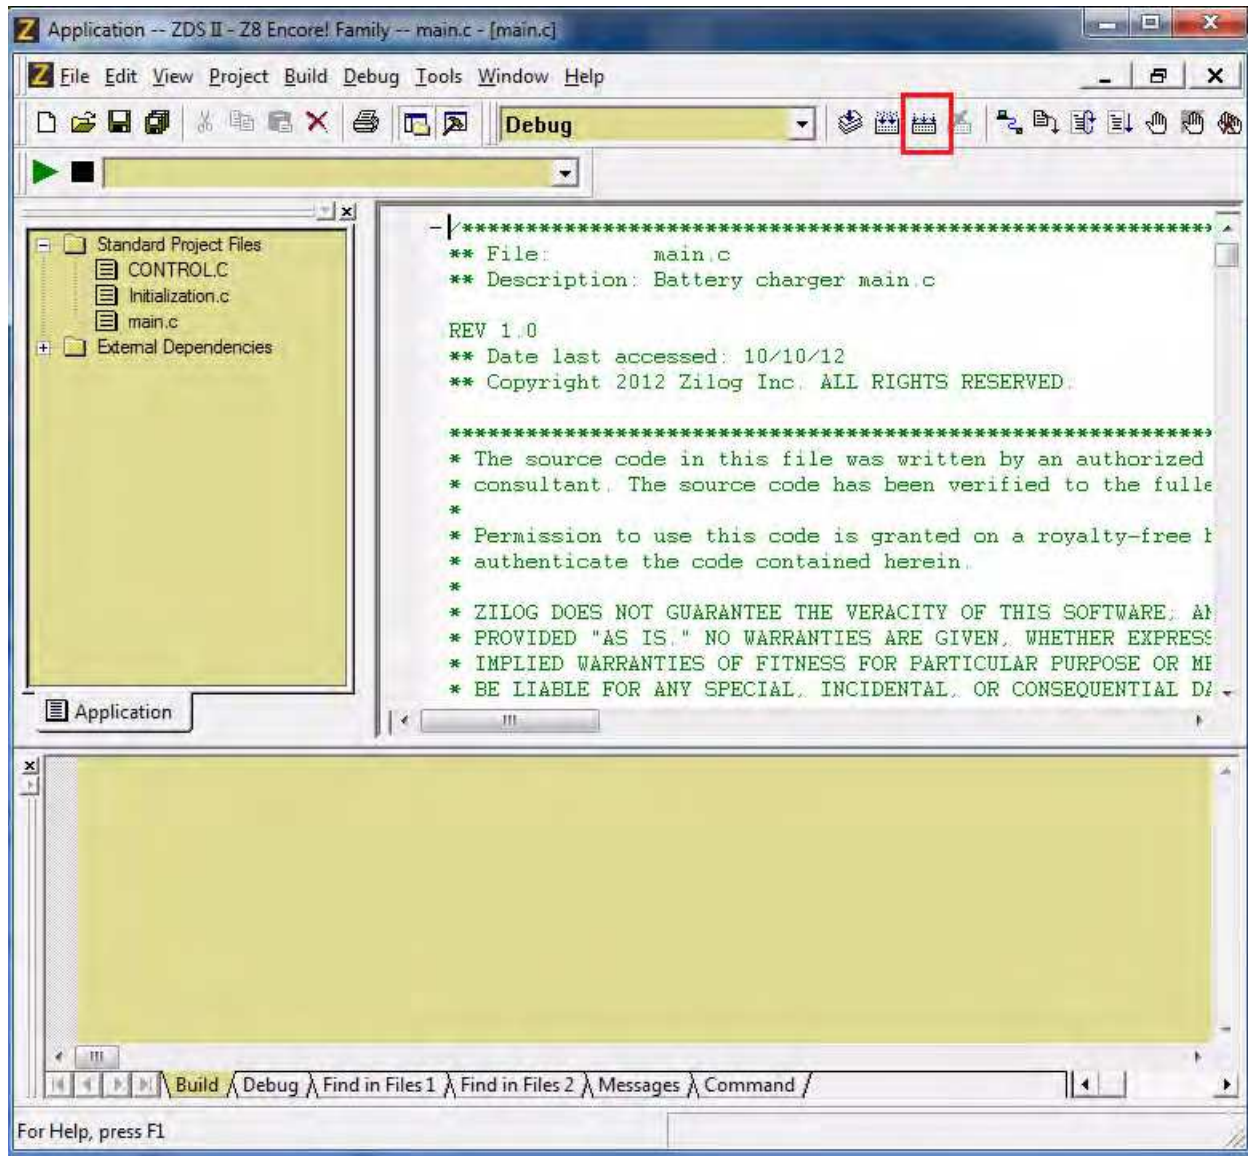 Application -- ZDS II - Z8 Encore! Family -- main.c - [main.c]
File Edit View Project Build Debug Tools Window Help
Debug
Standard Project Files
CONTROL.C
Initialization.c
main.c
External Dependencies
Application
/************************************************************
** File: main.c
** Description: Battery charger main.c
REV 1.0
** Date last accessed: 10/10/12
** Copyright 2012 Zilog Inc. ALL RIGHTS RESERVED.
************************************************************
* The source code in this file was written by an authorized
* consultant. The source code has been verified to the fulle
*
* Permission to use this code is granted on a royalty-free
* authenticate the code contained herein.
*
* ZILOG DOES NOT GUARANTEE THE VERACITY OF THIS SOFTWARE;
* PROVIDED "AS IS." NO WARRANTIES ARE GIVEN, WHETHER EXPRESS
* IMPLIED WARRANTIES OF FITNESS FOR PARTICULAR PURPOSE OR
* BE LIABLE FOR ANY SPECIAL, INCIDENTAL, OR CONSEQUENTIAL
Build Debug Find in Files 1 Find in Files 2 Messages Command
For Help, press F1